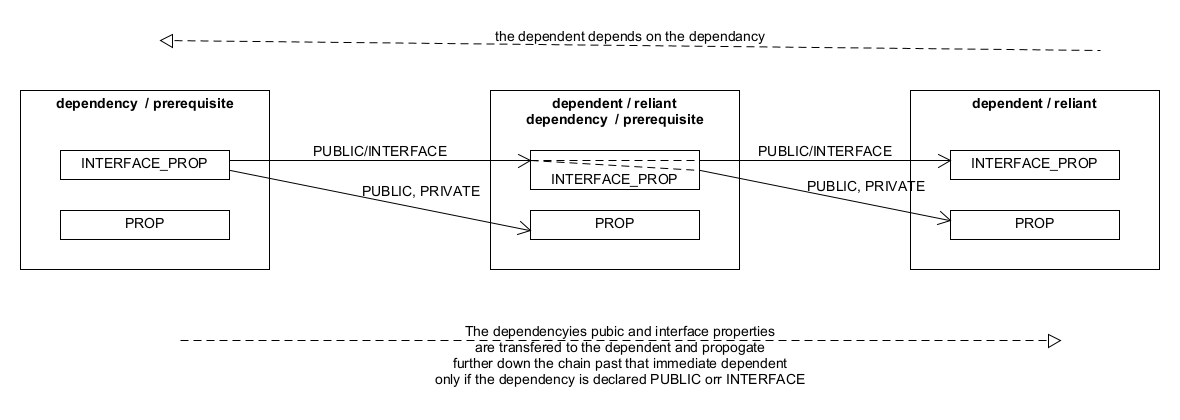 the dependent depends on the dependancy
dependency / prerequisite
dependent / reliant
dependency / prerequisite
dependent / reliant
INTERFACE_PROP
PUBLIC/INTERFACE
INTERFACE_PROP
PUBLIC/INTERFACE
INTERFACE_PROP
PUBLIC, PRIVATE
PUBLIC, PRIVATE
PROP
PROP
PROP
The dependencyies pubic and interface properties
are transfered to the dependent and propogate
further down the chain past that immediate dependent
only if the dependency is declared PUBLIC orr INTERFACE